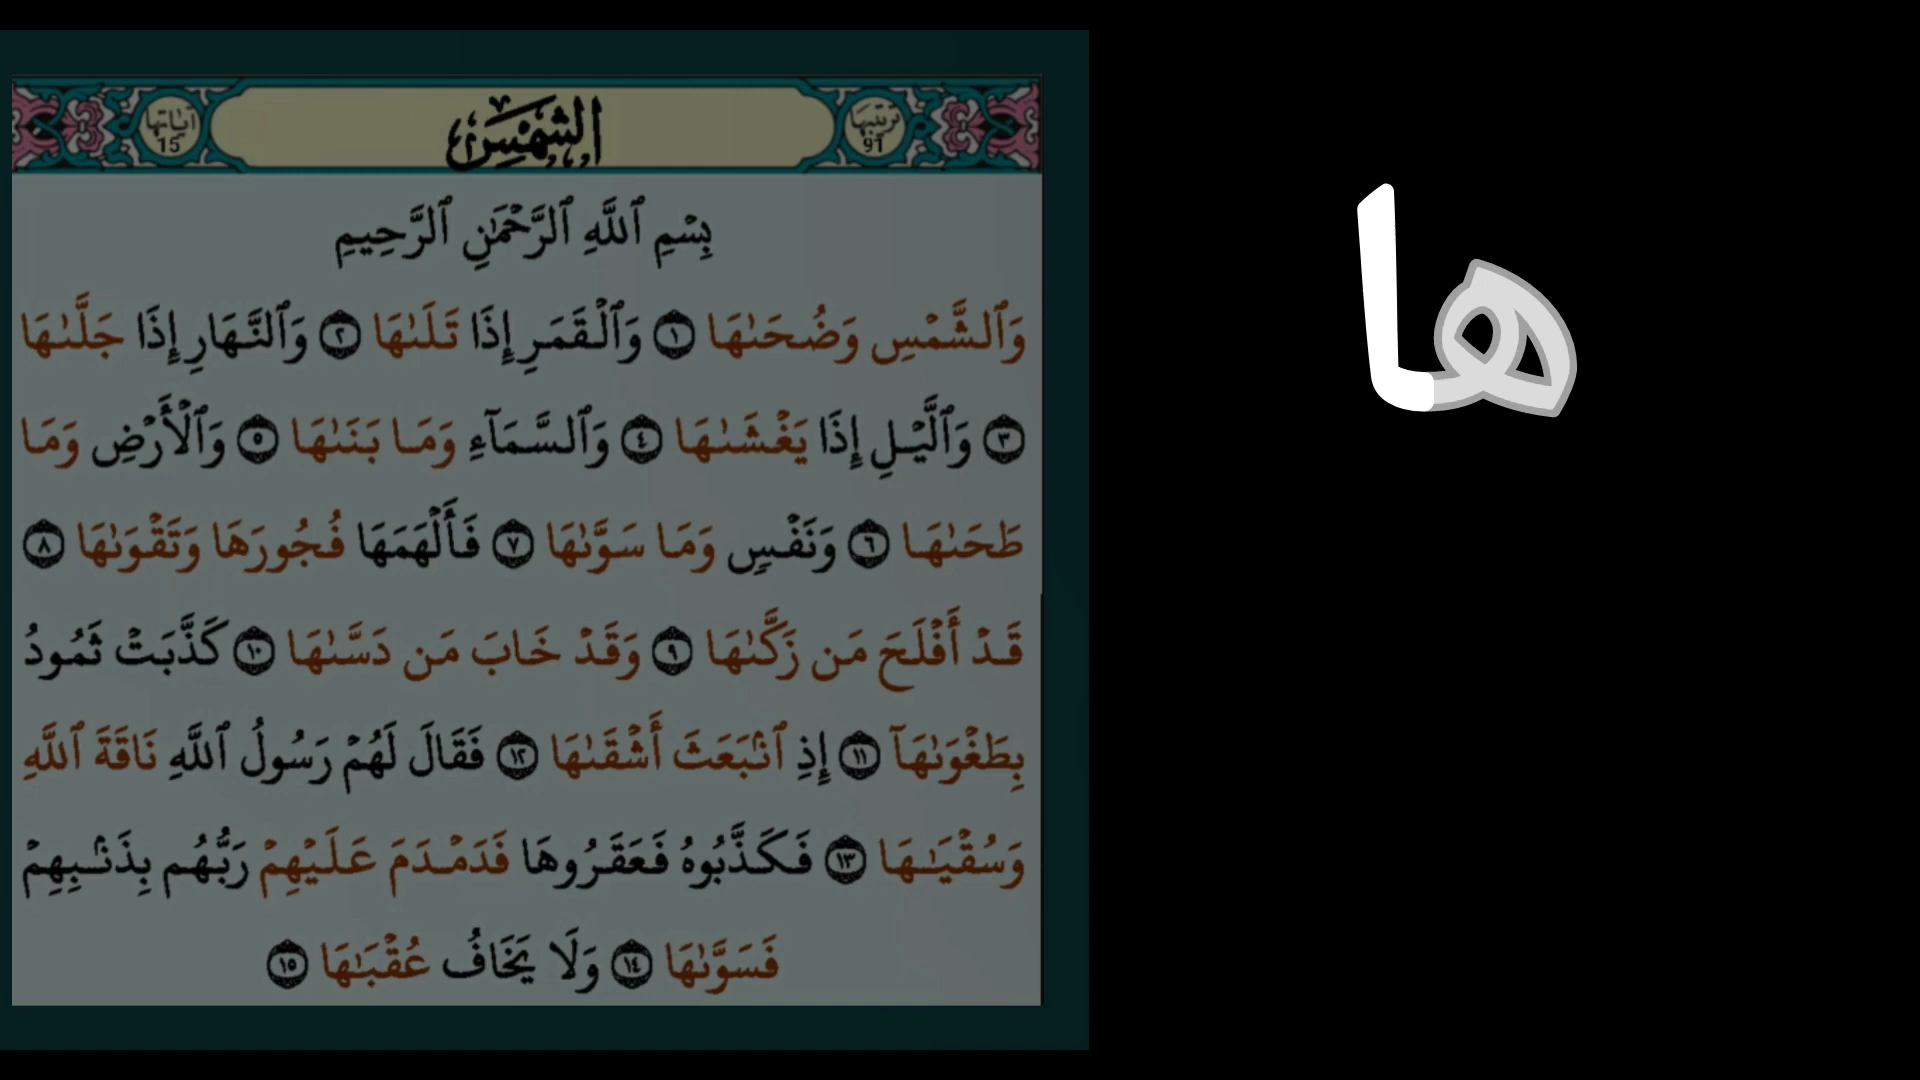 ترتيبها
91
الشمس
آياتها
15
بِسْمِ ٱللَّهِ ٱلرَّحْمَٰنِ ٱلرَّحِيمِ
وَٱلشَّمْسِ وَضُحَىٰهَا ١ وَٱلْقَمَرِ إِذَا تَلَىٰهَا ٢ وَٱلنَّهَارِ إِذَا جَلَّىٰهَا
٣ وَٱلَّيْلِ إِذَا يَغْشَىٰهَا ٤ وَٱلسَّمَآءِ وَمَا بَنَىٰهَا ٥ وَٱلْأَرْضِ وَمَا
طَحَىٰهَا ٦ وَنَفْسٍ وَمَا سَوَّىٰهَا ٧ فَأَلْهَمَهَا فُجُورَهَا وَتَقْوَىٰهَا ٨
قَدْ أَفْلَحَ مَن زَكَّىٰهَا ٩ وَقَدْ خَابَ مَن دَسَّىٰهَا ١٠ كَذَّبَتْ ثَمُودُ
بِطَغْوَىٰهَآ ١١ إِذِ ٱنۢبَعَثَ أَشْقَىٰهَا ١٢ فَقَالَ لَهُمْ رَسُولُ ٱللَّهِ نَاقَةَ ٱللَّهِ
وَسُقْيَـٰهَا ١٣ فَكَذَّبُوهُ فَعَقَرُوهَا فَدَمْدَمَ عَلَيْهِمْ رَبُّهُم بِذَنۢبِهِمْ
فَسَوَّىٰهَا ١٤ وَلَا يَخَافُ عُقْبَـٰهَا ١٥
ها